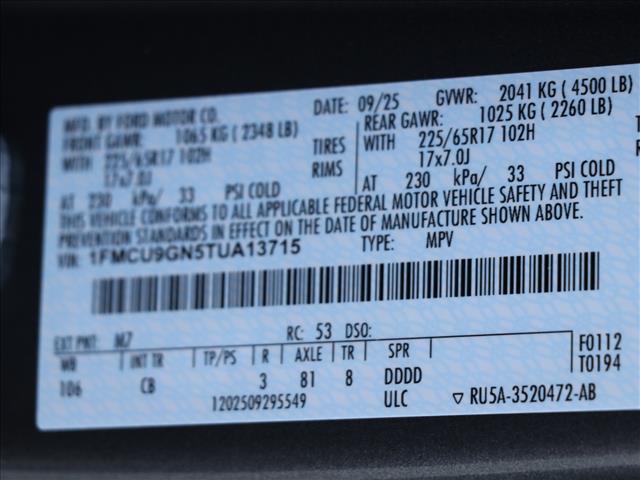 MFD. BY FORD MOTOR CO.
DATE: 09/25 GVWR: 2041 KG ( 4500 LB)
FRONT GAWR: 1065 KG ( 2348 LB) REAR GAWR: 1025 KG ( 2260 LB)
WITH 225/65R17 102H TIRES WITH 225/65R17 102H
17x7.0J RIMS 17x7.0J
AT 230 kPa/ 33 PSI COLD AT 230 kPa/ 33 PSI COLD
THIS VEHICLE CONFORMS TO ALL APPLICABLE FEDERAL MOTOR VEHICLE SAFETY AND THEFT
PREVENTION STANDARDS IN EFFECT ON THE DATE OF MANUFACTURE SHOWN ABOVE.
VIN: 1FMCU9GN5TUA13715 TYPE: MPV
EXT PNT: M7 RC: 53 DSO:
WB INT TR TP/PS R AXLE TR SPR F0112
106 CB 3 81 8 DDDD T0194
1202509295549 ULC ▽ RU5A-3520472-AB